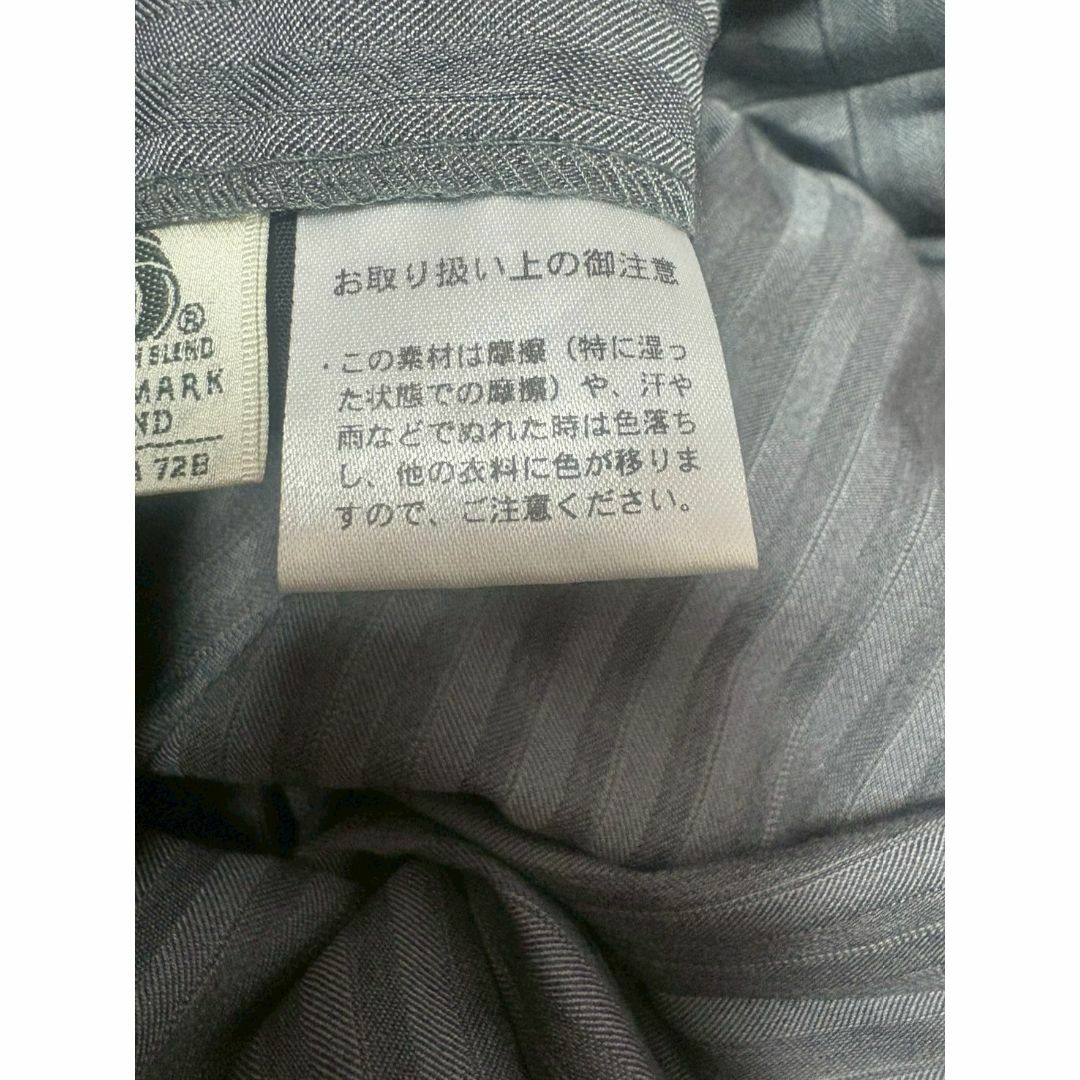 お取り扱い上の御注意
・この素材は摩擦（特に湿っ
た状態での摩擦）や、汗や
雨などでぬれた時は色落ち
し、他の衣料に色が移りま
すので、ご注意ください。
®
BLEND
MARK
ND
728